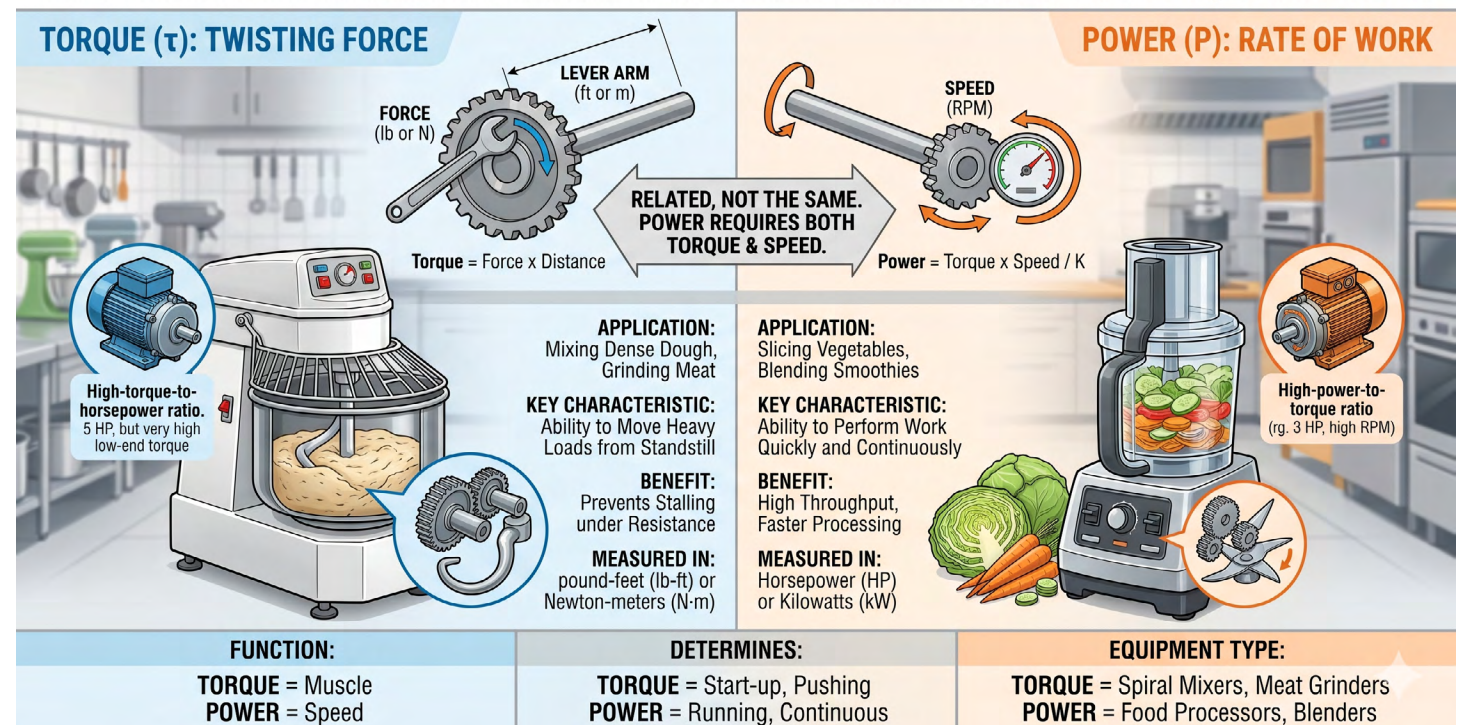 TORQUE (τ): TWISTING FORCE
LEVER ARM
(ft or m)
FORCE
(lb or N)
Torque = Force x Distance
POWER (P): RATE OF WORK
SPEED
(RPM)
Power = Torque x Speed / K
RELATED, NOT THE SAME.
POWER REQUIRES BOTH
TORQUE & SPEED.
High-torque-to-
horsepower ratio.
5 HP, but very high
low-end torque
APPLICATION:
Mixing Dense Dough,
Grinding Meat
KEY CHARACTERISTIC:
Ability to Move Heavy
Loads from Standstill
BENEFIT:
Prevents Stalling
under Resistance
MEASURED IN:
pound-feet (lb-ft) or
Newton-meters (N·m)
APPLICATION:
Slicing Vegetables,
Blending Smoothies
KEY CHARACTERISTIC:
Ability to Perform Work
Quickly and Continuously
BENEFIT:
High Throughput,
Faster Processing
MEASURED IN:
Horsepower (HP)
or Kilowatts (kW)
High-power-to-
torque ratio
(rg. 3 HP, high RPM)
FUNCTION:
TORQUE = Muscle
POWER = Speed
DETERMINES:
TORQUE = Start-up, Pushing
POWER = Running, Continuous
EQUIPMENT TYPE:
TORQUE = Spiral Mixers, Meat Grinders
POWER = Food Processors, Blenders